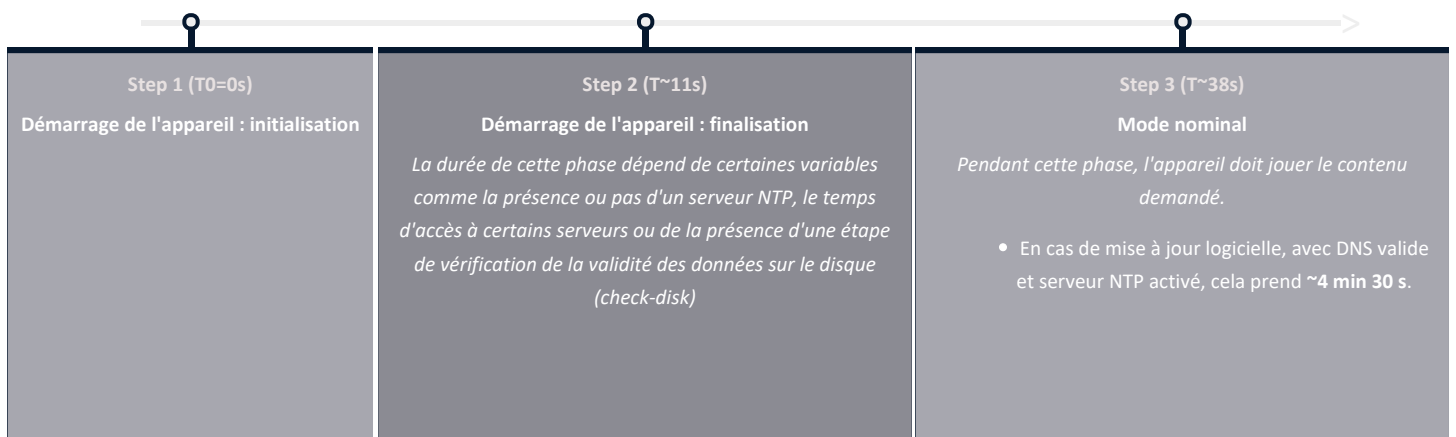 Step 1 (T0=0s)
Démarrage de l'appareil : initialisation
Step 2 (T~11s)
Démarrage de l'appareil : finalisation
La durée de cette phase dépend de certaines variables
comme la présence ou pas d'un serveur NTP, le temps
d'accès à certains serveurs ou de la présence d'une étape
de vérification de la validité des données sur le disque
(check-disk)
Step 3 (T~38s)
Mode nominal
Pendant cette phase, l'appareil doit jouer le contenu
demandé.
• En cas de mise à jour logicielle, avec DNS valide
et serveur NTP activé, cela prend ~4 min 30 s.